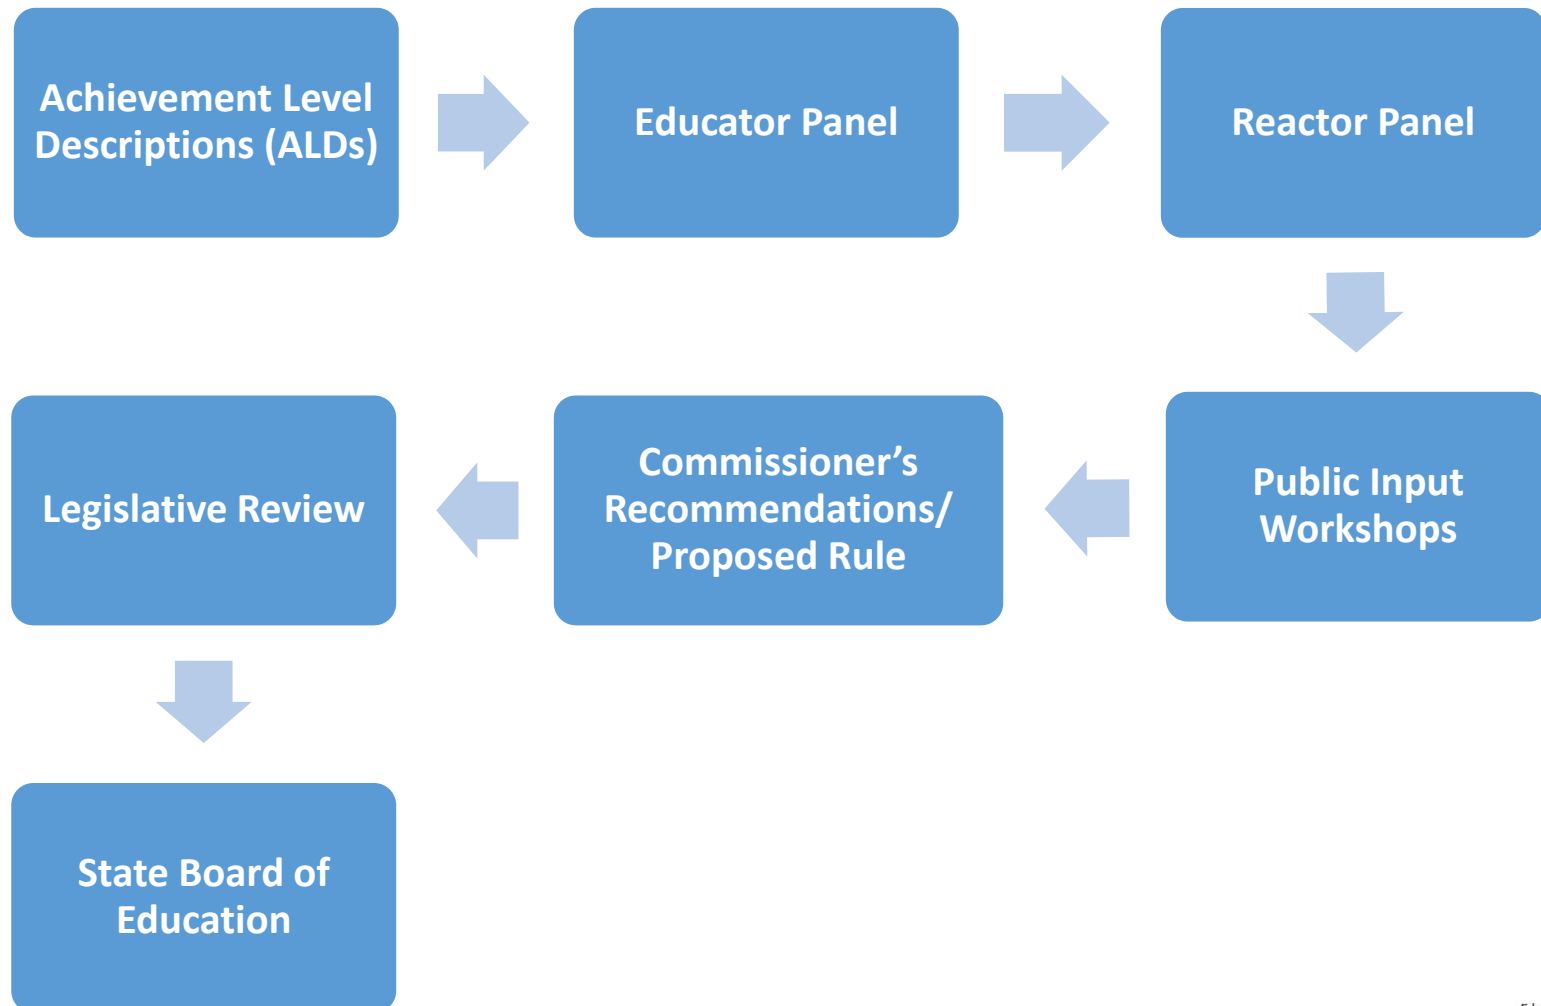 Achievement Level
Descriptions (ALDs)
Educator Panel
Reactor Panel
Public Input
Workshops
Commissioner’s
Recommendations/
Proposed Rule
Legislative Review
State Board of
Education